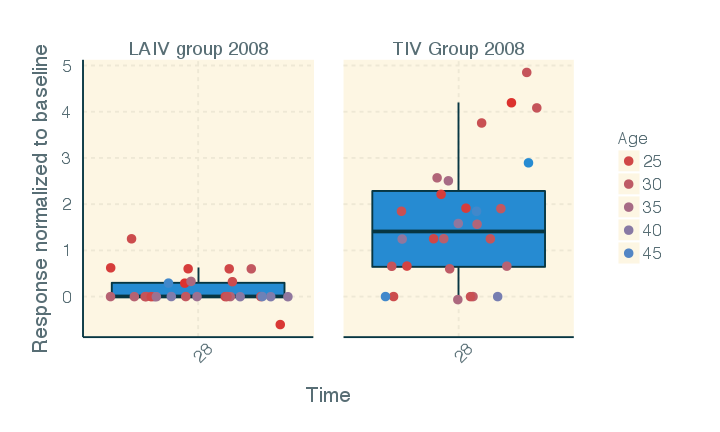 LAIV group 2008
TIV Group 2008
Response normalized to baseline
5
4
3
2
1
0
28
28
Time
Age
25
30
35
40
45